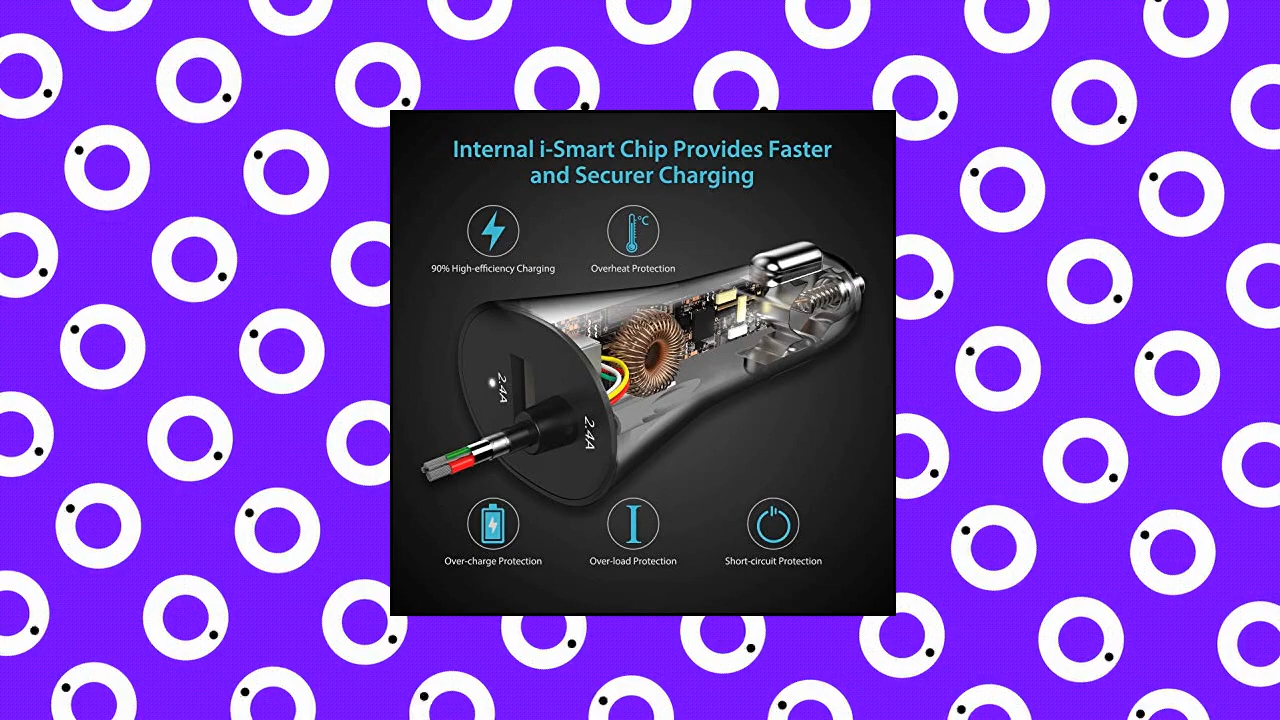 Internal i-Smart Chip Provides Faster
and Securer Charging
°C
90% High-efficiency Charging
Overheat Protection
2.4A
2.4A
Over-charge Protection
Over-load Protection
Short-circuit Protection